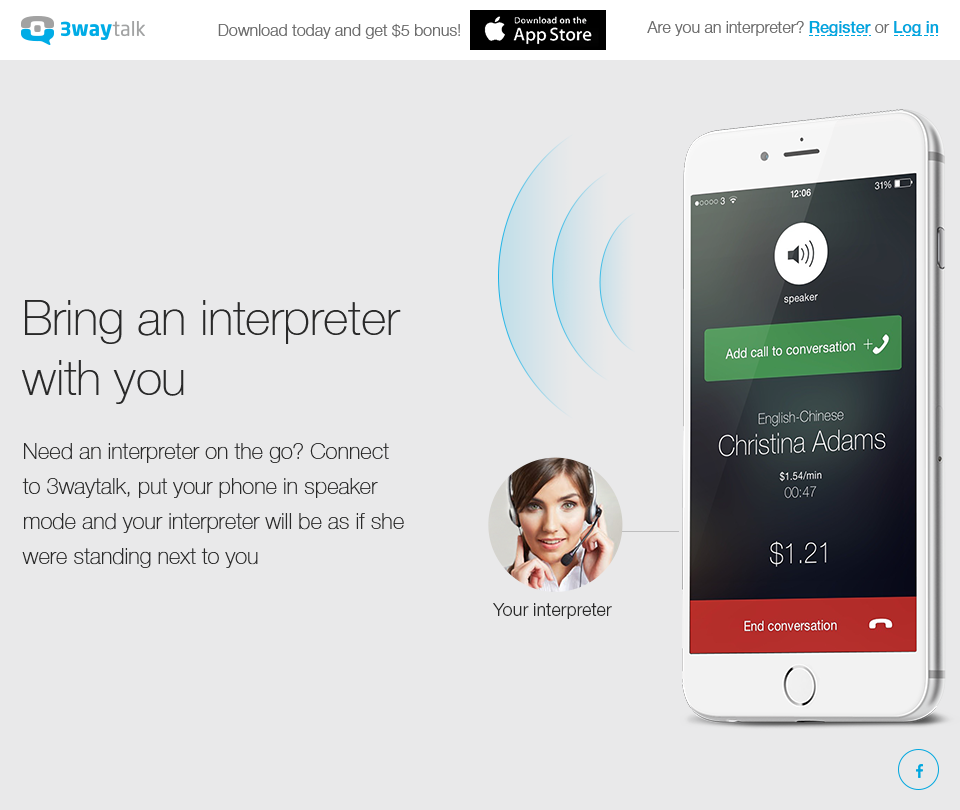 3waytalk
Download today and get $5 bonus!
Download on the
App Store
Are you an interpreter? Register or Log in
Bring an interpreter
with you
Need an interpreter on the go? Connect
to 3waytalk, put your phone in speaker
mode and your interpreter will be as if she
were standing next to you
Your interpreter
3 12:06 31%
speaker
Add call to conversation +
English-Chinese
Christina Adams
$1.54/min
00:47
$1.21
End conversation
f